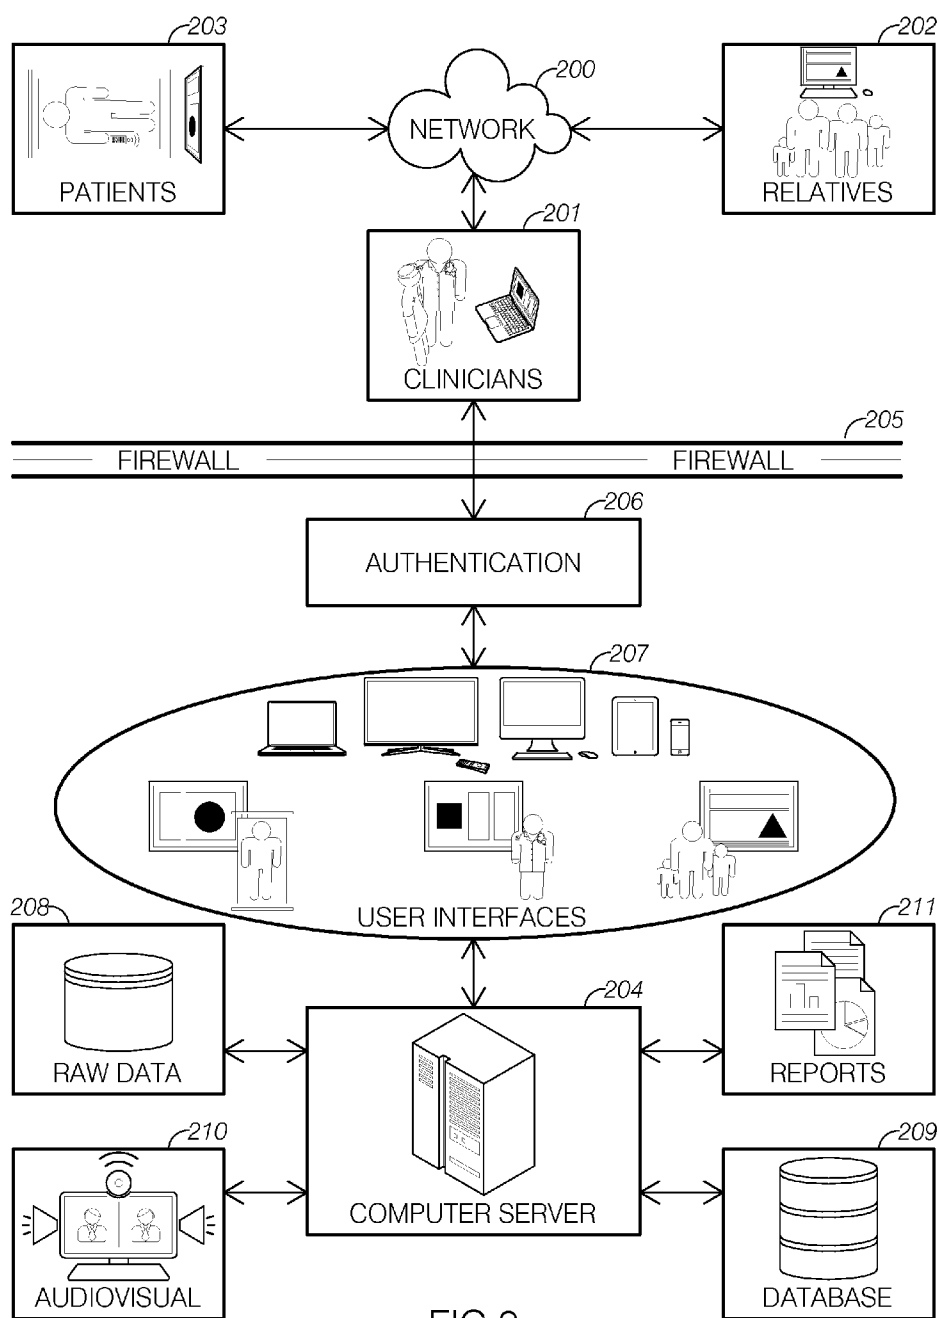 203
202
200
NETWORK
PATIENTS
RELATIVES
201
CLINICIANS
205
FIREWALL FIREWALL
206
AUTHENTICATION
207
USER INTERFACES
208
211
204
RAW DATA
REPORTS
210
209
COMPUTER SERVER
AUDIOVISUAL
DATABASE